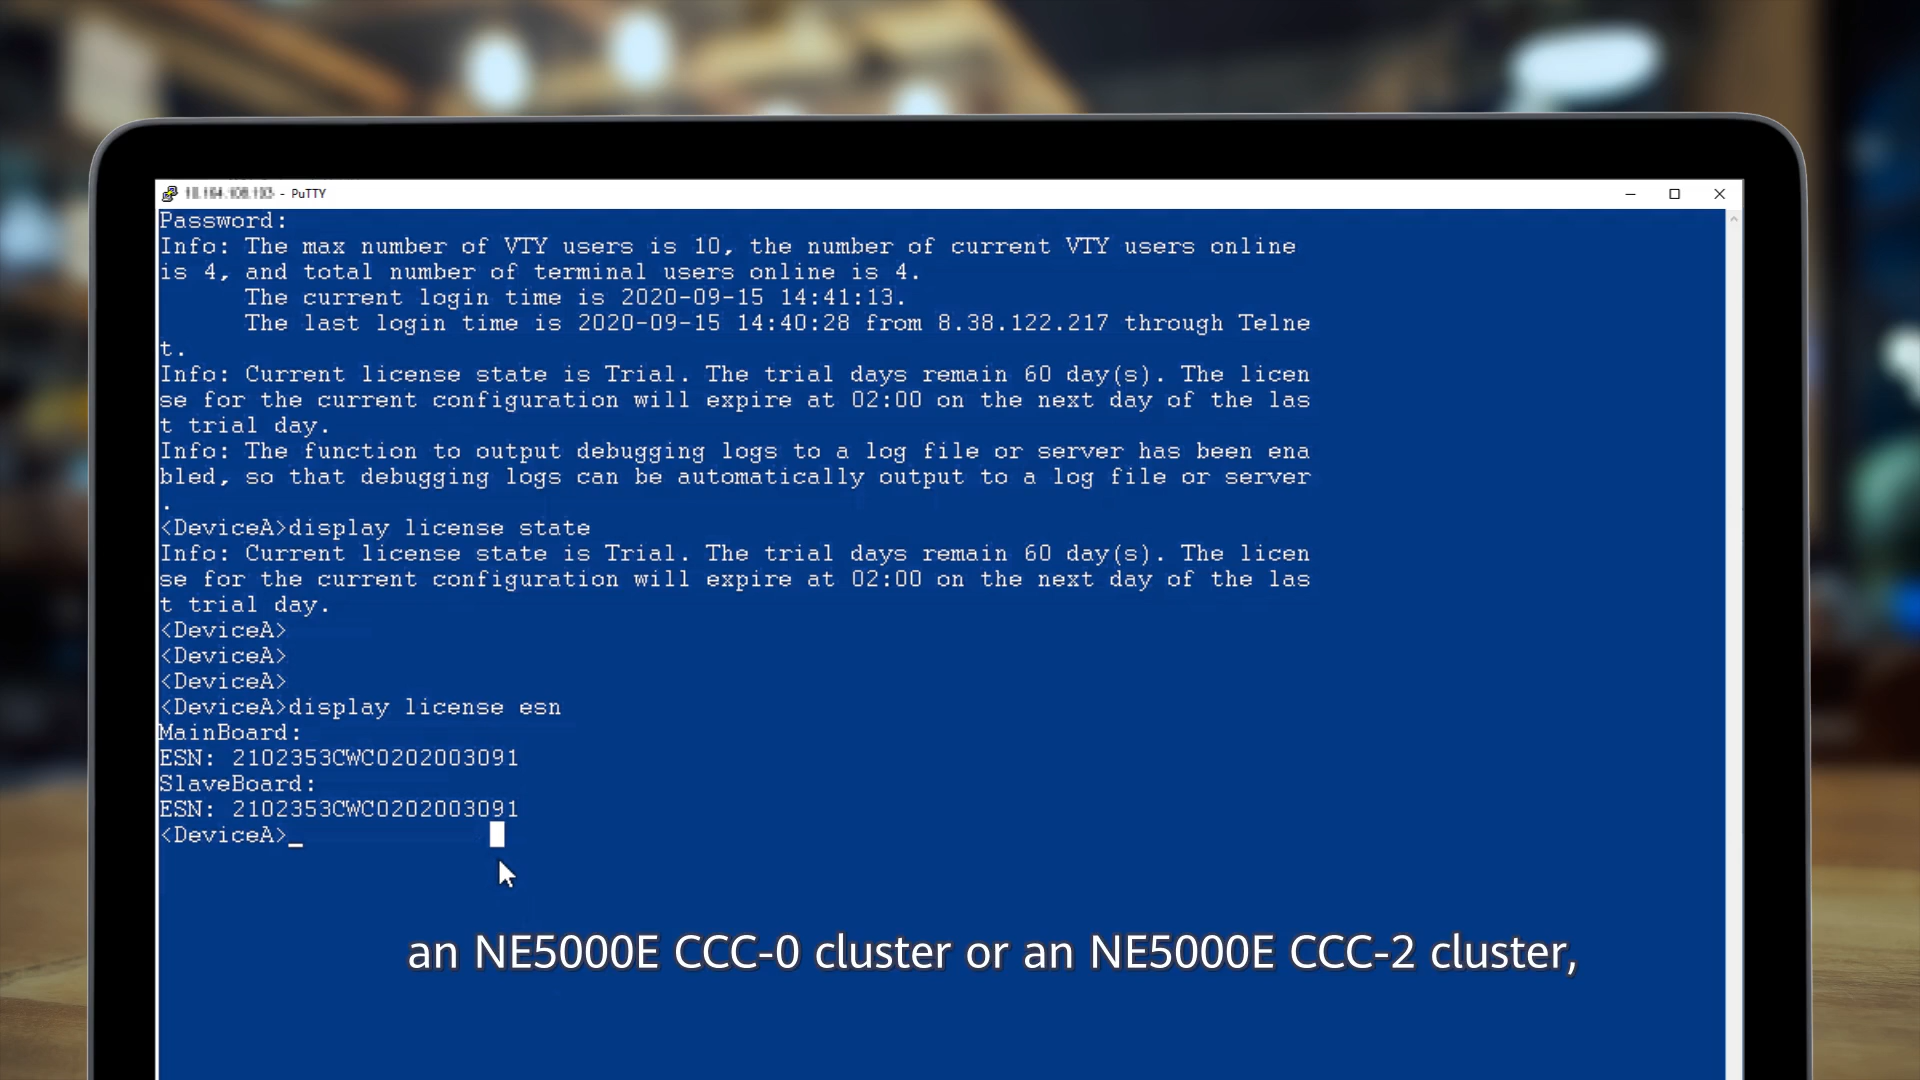 - PuTTY
Password:
Info: The max number of VTY users is 10, the number of current VTY users online
is 4, and total number of terminal users online is 4.
The current login time is 2020-09-15 14:41:13.
The last login time is 2020-09-15 14:40:28 from 8.38.122.217 through Telne
t.
Info: Current license state is Trial. The trial days remain 60 day(s). The licen
se for the current configuration will expire at 02:00 on the next day of the las
t trial day.
Info: The function to output debugging logs to a log file or server has been ena
bled, so that debugging logs can be automatically output to a log file or server
.
<DeviceA>display license state
Info: Current license state is Trial. The trial days remain 60 day(s). The licen
se for the current configuration will expire at 02:00 on the next day of the las
t trial day.
<DeviceA>
<DeviceA>
<DeviceA>
<DeviceA>display license esn
MainBoard:
ESN: 2102353CWC0202003091
SlaveBoard:
ESN: 2102353CWC0202003091
<DeviceA>_
an NE5000E CCC-0 cluster or an NE5000E CCC-2 cluster,